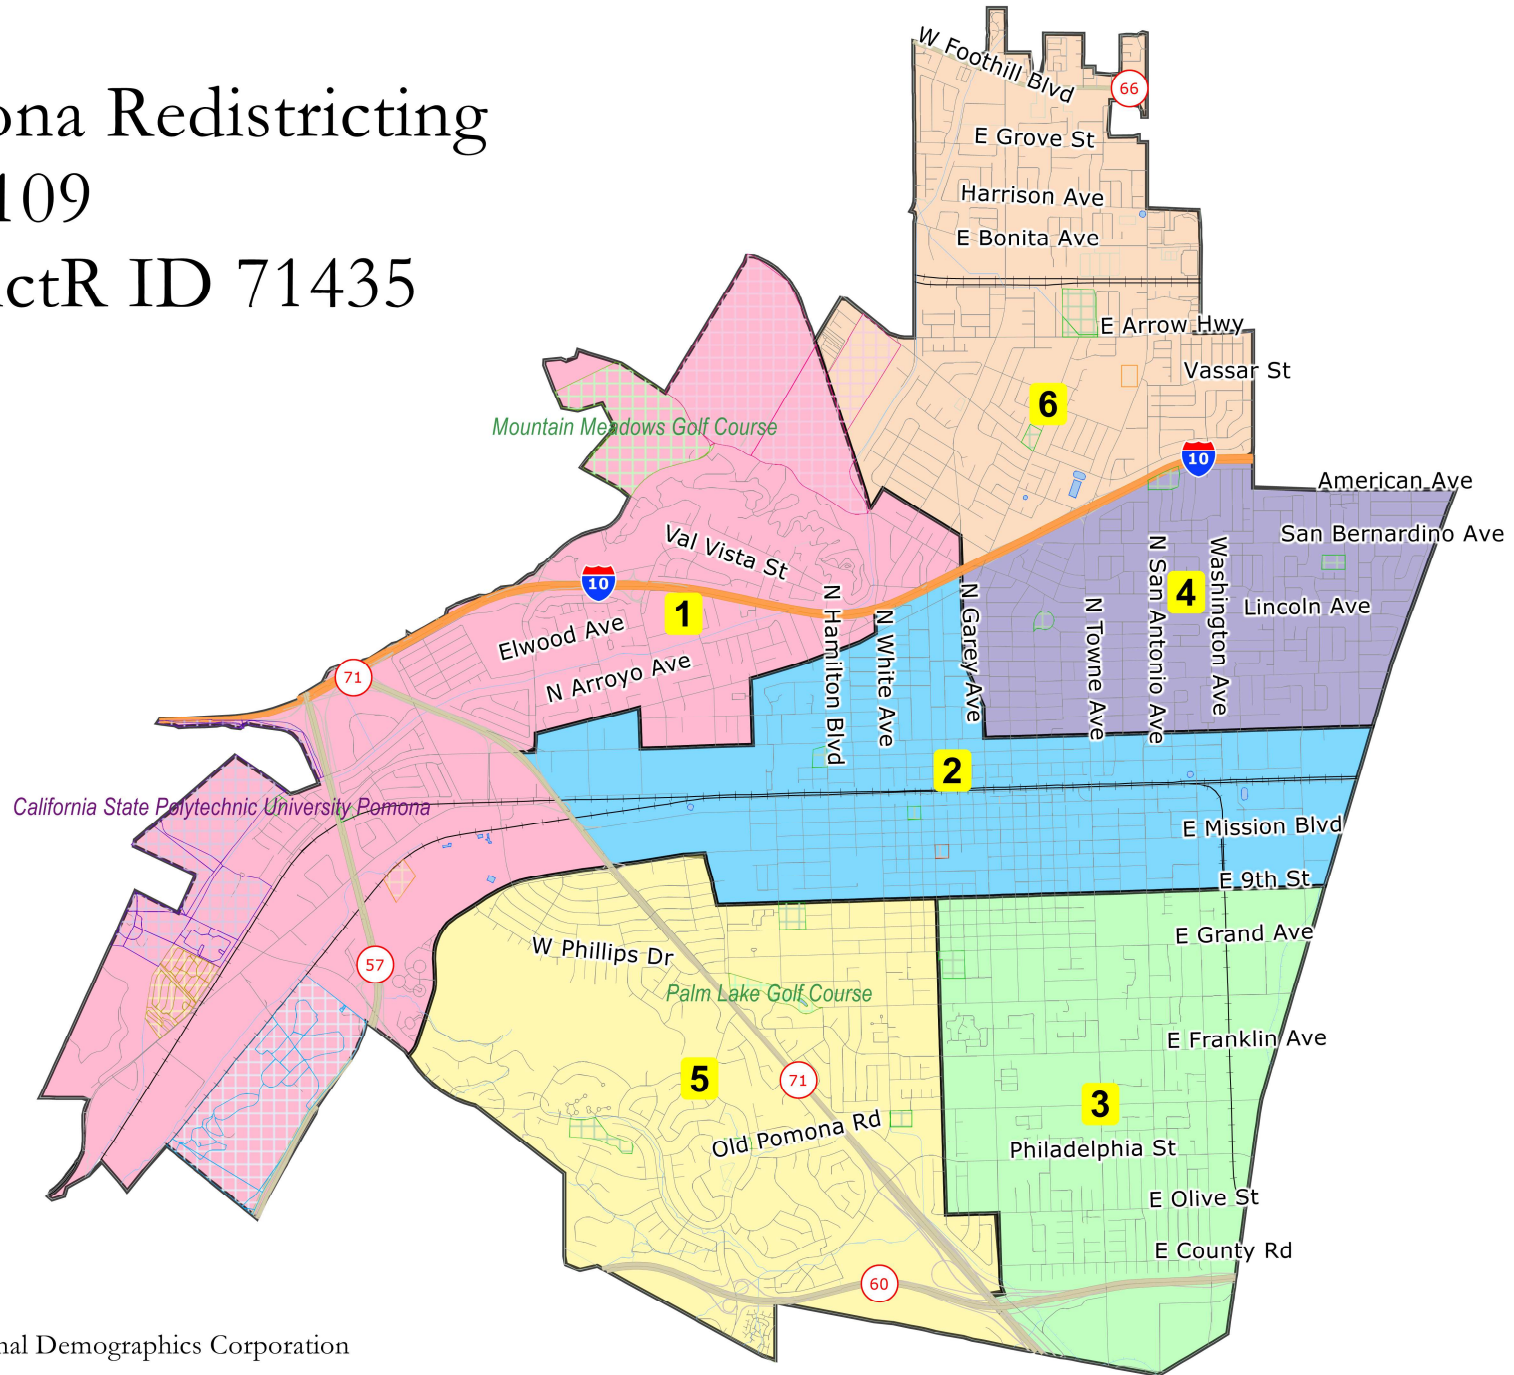 ona Redistricting
109
ctR ID 71435
W Foothill Blvd
66
E Grove St
Harrison Ave
E Bonita Ave
E Arrow Hwy
Vassar St
6
Mountain Meadows Golf Course
10
American Ave
San Bernardino Ave
Val Vista St
10
1
Elwood Ave
N Arroyo Ave
N Hamilton Blvd
N White Ave
N Garey Ave
N Towne Ave
N San Antonio Ave
4
Washington Ave
Lincoln Ave
71
2
California State Polytechnic University Pomona
E Mission Blvd
E 9th St
E Grand Ave
W Phillips Dr
57
Palm Lake Golf Course
E Franklin Ave
5
71
3
Old Pomona Rd
Philadelphia St
E Olive St
E County Rd
60
nal Demographics Corporation